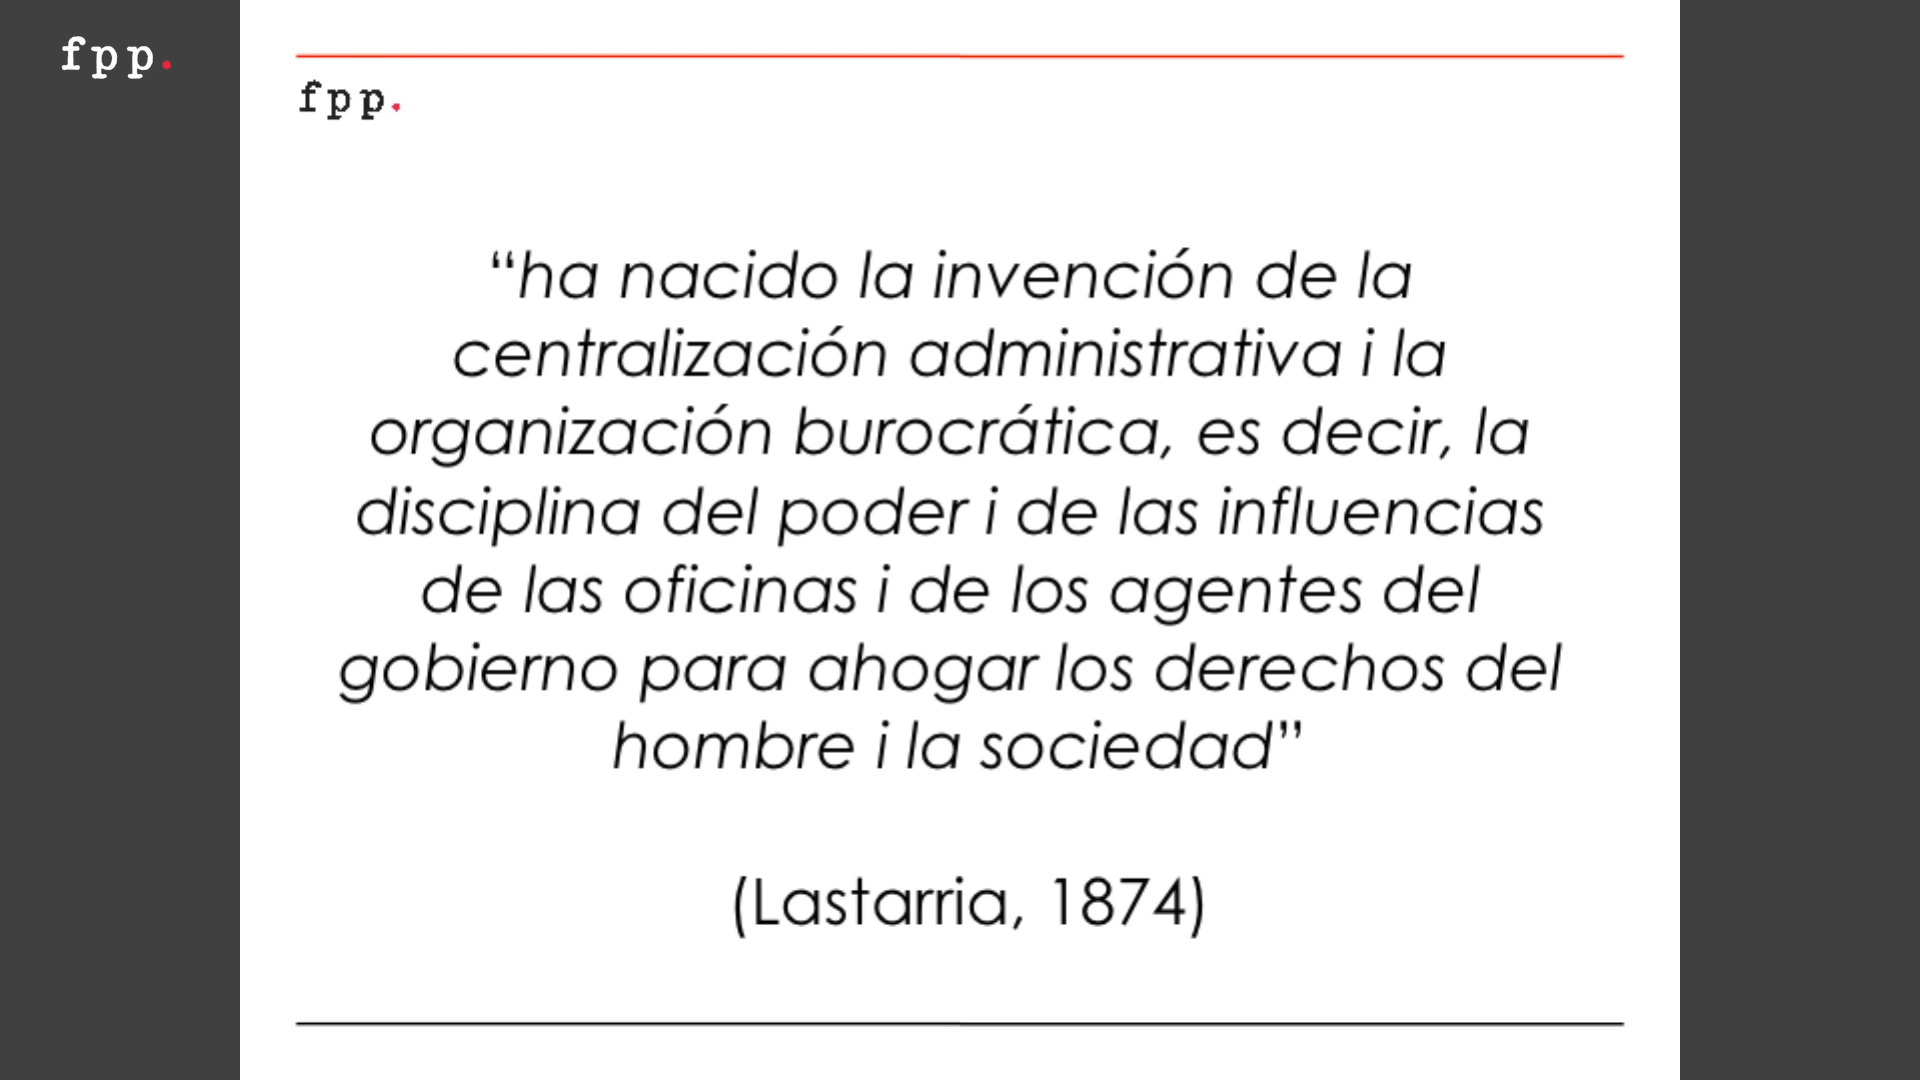 fpp.
fpp.
“ha nacido la invención de la
centralización administrativa i la
organización burocrática, es decir, la
disciplina del poder i de las influencias
de las oficinas i de los agentes del
gobierno para ahogar los derechos del
hombre i la sociedad”
(Lastarria, 1874)